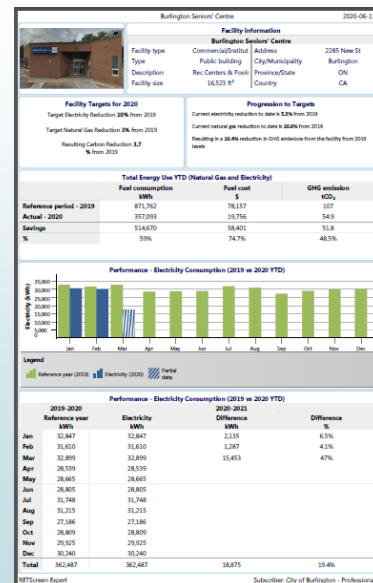 Burlington Seniors' Centre 2020-06-1
Facility information
Burlington Seniors' Centre
Facility type Commercial/Institut Address 2285 New St
Type Public building City/Municipality Burlington
Description Rec Centers & Pools Province/State ON
Facility size 16,523 ft² Country CA
Facility Targets for 2020
Target Electricity Reduction 10% from 2019
Target Natural Gas Reduction 3% from 2019
Resulting Carbon Reduction 3.7
% from 2019
Progression to Targets
Current electricity reduction to date is 5.3% from 2019
Current natural gas reduction to date is 10.6% from 2019
Resulting in a 10.4% reduction in GHG emissions from the facility from 2019
levels
Total Energy Use YTD (Natural Gas and Electricity)
Fuel consumption Fuel cost GHG emission
kWh $ tCO₂
Reference period - 2019 871,762 78,157 107
Actual - 2020 357,093 19,756 54.9
Savings 514,670 58,401 51.8
% 59% 74.7% 48.5%
Performance - Electricity Consumption (2019 vs 2020 YTD)
Electricity (kWh)
35,000
30,000
25,000
20,000
15,000
10,000
5,000
0
Jan Feb Mar Apr May Jun Jul Aug Sep Oct Nov Dec
Legend
Reference year (2019) Electricity (2020) Partial
data
Performance - Electricity Consumption (2019 vs 2020 YTD)
2019-2020 2020-2021
Reference year Electricity Difference Difference
kWh kWh kWh %
Jan 32,847 32,847 2,135 6.5%
Feb 31,610 31,610 1,287 4.1%
Mar 32,899 32,899 15,453 47%
Apr 28,539 28,539
May 28,665 28,665
Jun 28,805 28,805
Jul 31,748 31,748
Aug 31,215 31,215
Sep 27,186 27,186
Oct 28,809 28,809
Nov 29,925 29,925
Dec 30,240 30,240
Total 362,487 362,487 18,875 19.4%
RETScreen Expert Subscriber: City of Burlington - Professiona